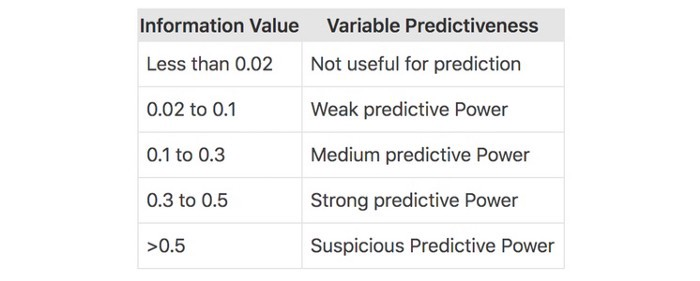 Information Value Variable Predictiveness
Less than 0.02 Not useful for prediction
0.02 to 0.1 Weak predictive Power
0.1 to 0.3 Medium predictive Power
0.3 to 0.5 Strong predictive Power
>0.5 Suspicious Predictive Power